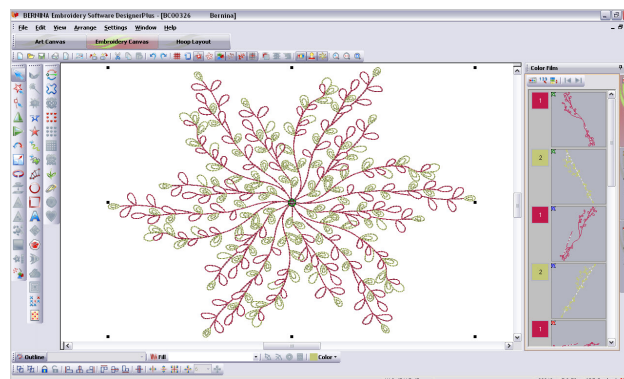 BERMINA Embroidery Software DesignerPlus - [BC00326 Bernina]
File Edit View Arrange Settings Window Help
Art Canvas Embroidery Canvas Hoop Layout
Color Film
1
2
1
2
1
Outline Fill Color